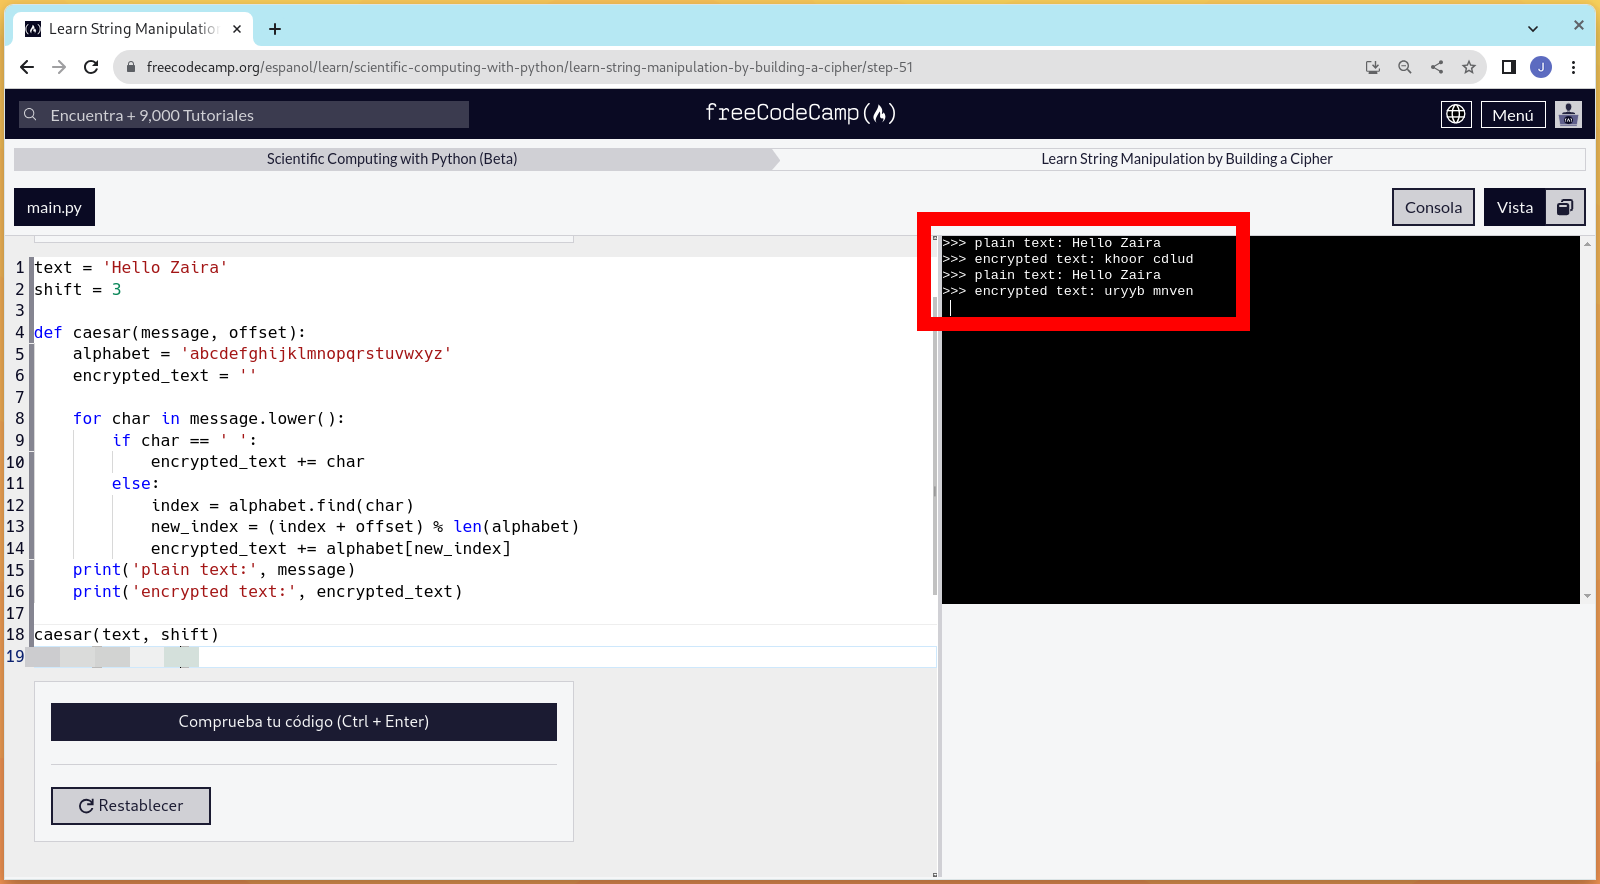 Learn String Manipulatio
freecodecamp.org/espanol/learn/scientific-computing-with-python/learn-string-manipulation-by-building-a-cipher/step-51
J
Encuentra + 9,000 Tutoriales
freeCodeCamp
Menú
Scientific Computing with Python (Beta)
Learn String Manipulation by Building a Cipher
main.py
Consola
Vista
1 text = 'Hello Zaira'
2 shift = 3
3
4 def caesar(message, offset):
5     alphabet = 'abcdefghijklmnopqrstuvwxyz'
6     encrypted_text = ''
7
8     for char in message.lower():
9         if char == ' ':
10             encrypted_text += char
11         else:
12             index = alphabet.find(char)
13             new_index = (index + offset) % len(alphabet)
14             encrypted_text += alphabet[new_index]
15     print('plain text:', message)
16     print('encrypted text:', encrypted_text)
17
18 caesar(text, shift)
19
>>> plain text: Hello Zaira
>>> encrypted text: khoor cdlud
>>> plain text: Hello Zaira
>>> encrypted text: uryyb mnven
Comprueba tu código (Ctrl + Enter)
Restablecer